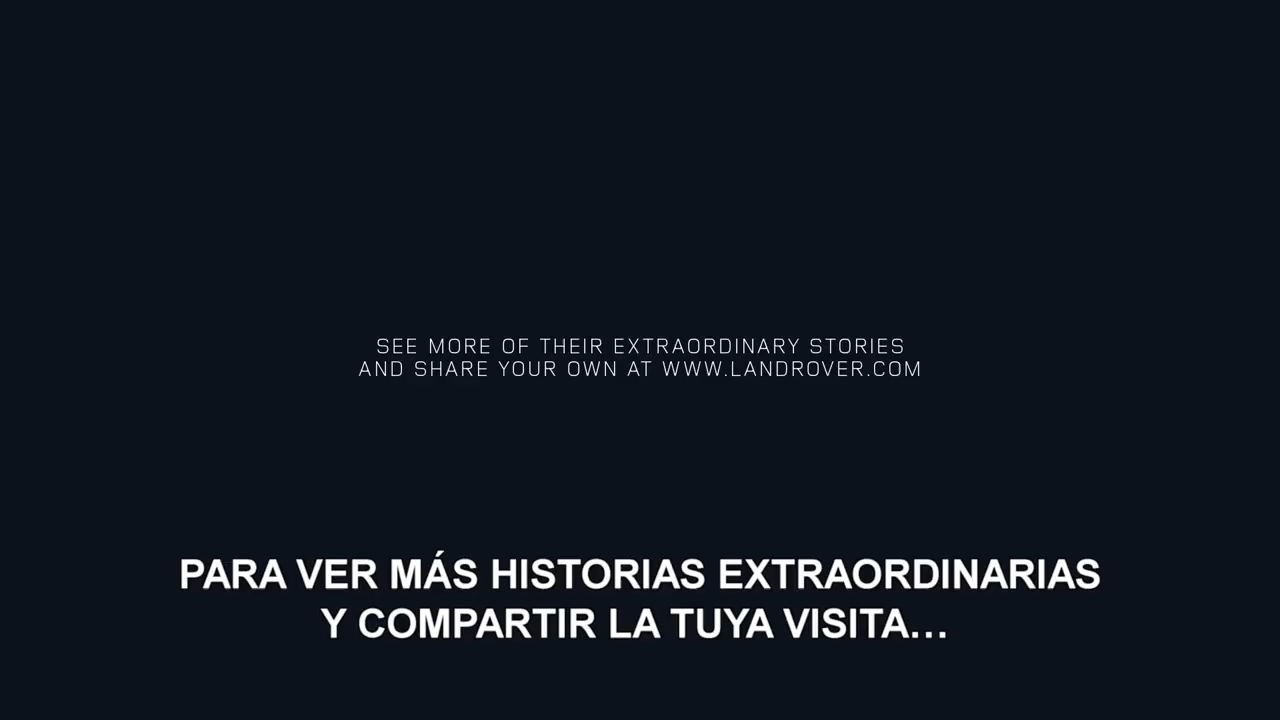 SEE MORE OF THEIR EXTRAORDINARY STORIES
AND SHARE YOUR OWN AT WWW.LANDROVER.COM
PARA VER MÁS HISTORIAS EXTRAORDINARIAS
Y COMPARTIR LA TUYA VISITA...